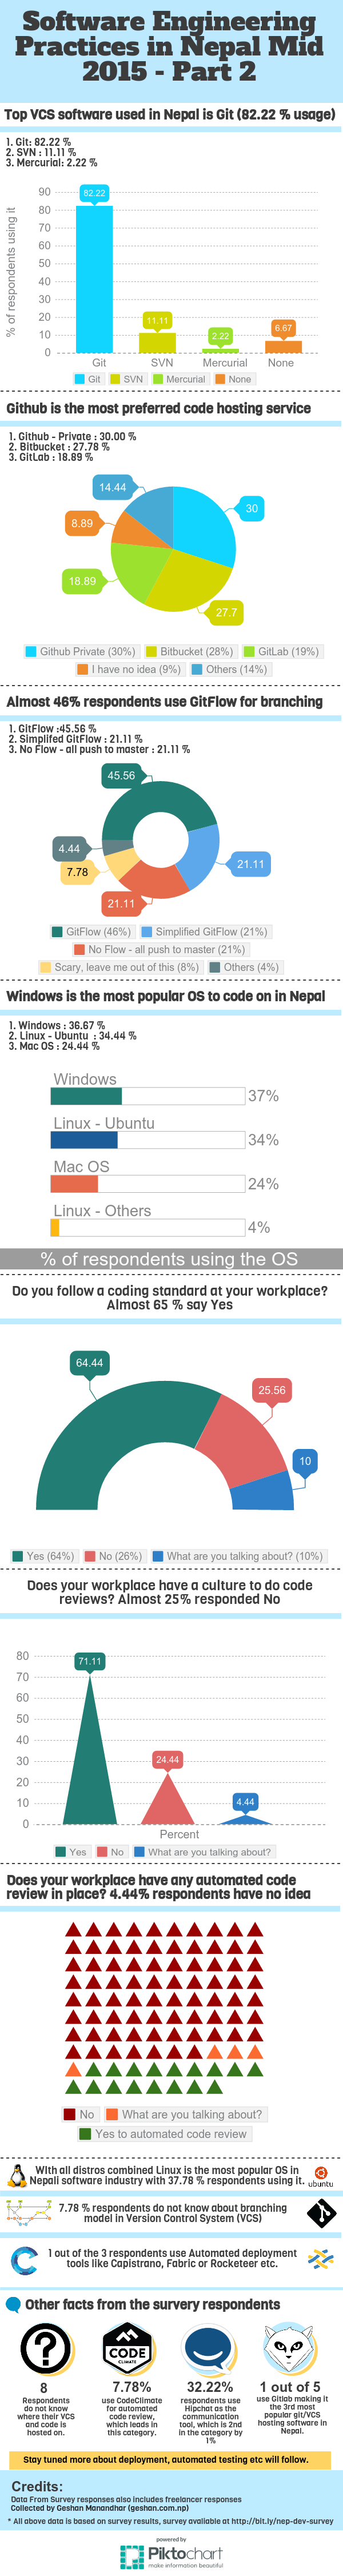 Software Engineering
Practices in Nepal Mid
2015 - Part 2
Top VCS software used in Nepal is Git (82.22 % usage)
1. Git: 82.22 %
2. SVN : 11.11 %
3. Mercurial: 2.22 %
% of respondents using it
90
80
70
60
50
40
30
20
10
0
82.22
11.11
2.22
6.67
Git SVN Mercurial None
Git SVN Mercurial None
Github is the most preferred code hosting service
1. Github - Private : 30.00 %
2. Bitbucket : 27.78 %
3. GitLab : 18.89 %
14.44
30
8.89
18.89
27.7
Github Private (30%) Bitbucket (28%) GitLab (19%)
I have no idea (9%) Others (14%)
Almost 46% respondents use GitFlow for branching
1. GitFlow :45.56 %
2. Simplifed GitFlow : 21.11 %
3. No Flow - all push to master : 21.11 %
45.56
4.44
7.78
21.11
21.11
GitFlow (46%) Simplified GitFlow (21%)
No Flow - all push to master (21%)
Scary, leave me out of this (8%) Others (4%)
Windows is the most popular OS to code on in Nepal
1. Windows : 36.67 %
2. Linux - Ubuntu : 34.44 %
3. Mac OS : 24.44 %
Windows
37%
Linux - Ubuntu
34%
Mac OS
24%
Linux - Others
4%
% of respondents using the OS
Do you follow a coding standard at your workplace?
Almost 65 % say Yes
64.44
25.56
10
Yes (64%) No (26%) What are you talking about? (10%)
Does your workplace have a culture to do code
reviews? Almost 25% responded No
80
70
60
50
40
30
20
10
0
71.11
24.44
4.44
Percent
Yes No What are you talking about?
Does your workplace have any automated code
review in place? 4.44% respondents have no idea
No What are you talking about?
Yes to automated code review
WIth all distros combined Linux is the most popular OS in
Nepali software industry with 37.78 % respondents using it.
ubuntu
7.78 % respondents do not know about branching
model in Version Control System (VCS)
1 out of the 3 respondents use Automated deployment
tools like Capistrano, Fabric or Rocketeer etc.
Other facts from the survery respondents
?
CODE
CLIMATE
8
Respondents
do not know
where their VCS
and code is
hosted on.
7.78%
use CodeClimate
for automated
code review,
which leads in
this category.
32.22%
respondents use
Hipchat as the
communication
tool, which is 2nd
in the category by
1%
1 out of 5
use Gitlab making it
the 3rd most
popular git/VCS
hosting software in
Nepal.
Stay tuned more about deployment, automated testing etc will follow.
Credits:
Data From Survey responses also includes freelancer responses
Collected by Geshan Manandhar (geshan.com.np)
* All above data is based on survey results, survey available at http://bit.ly/nep-dev-survey
powered by
Piktochart
make information beautiful